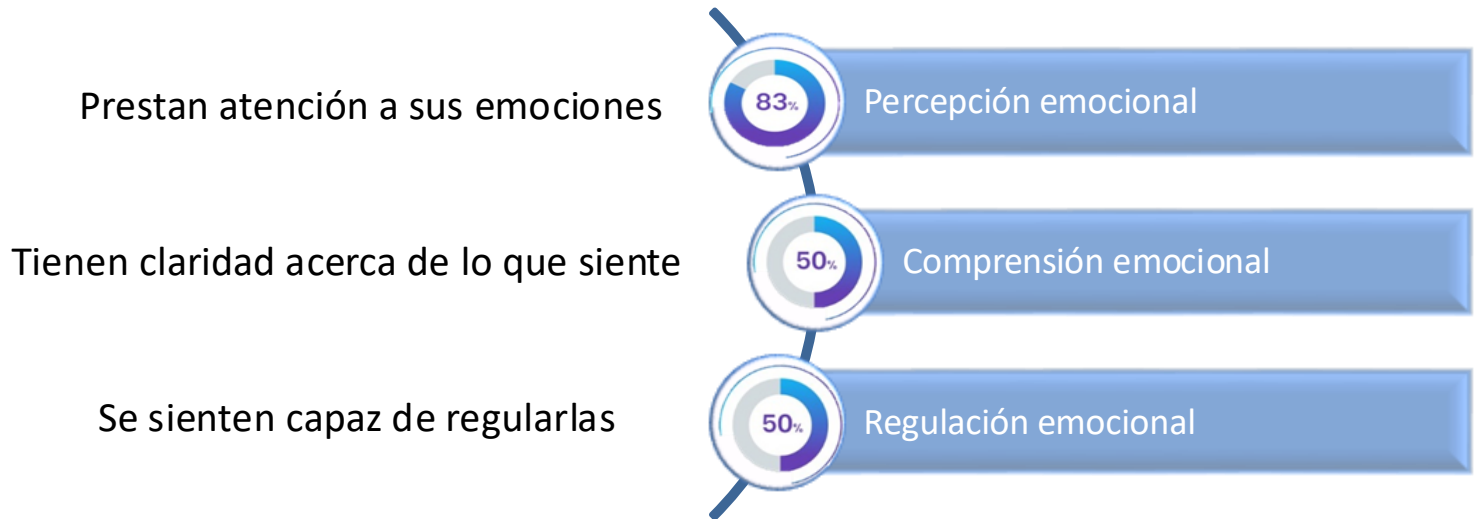 Prestan atención a sus emociones
83%
Percepción emocional
Tienen claridad acerca de lo que siente
50%
Comprensión emocional
Se sienten capaz de regularlas
50%
Regulación emocional